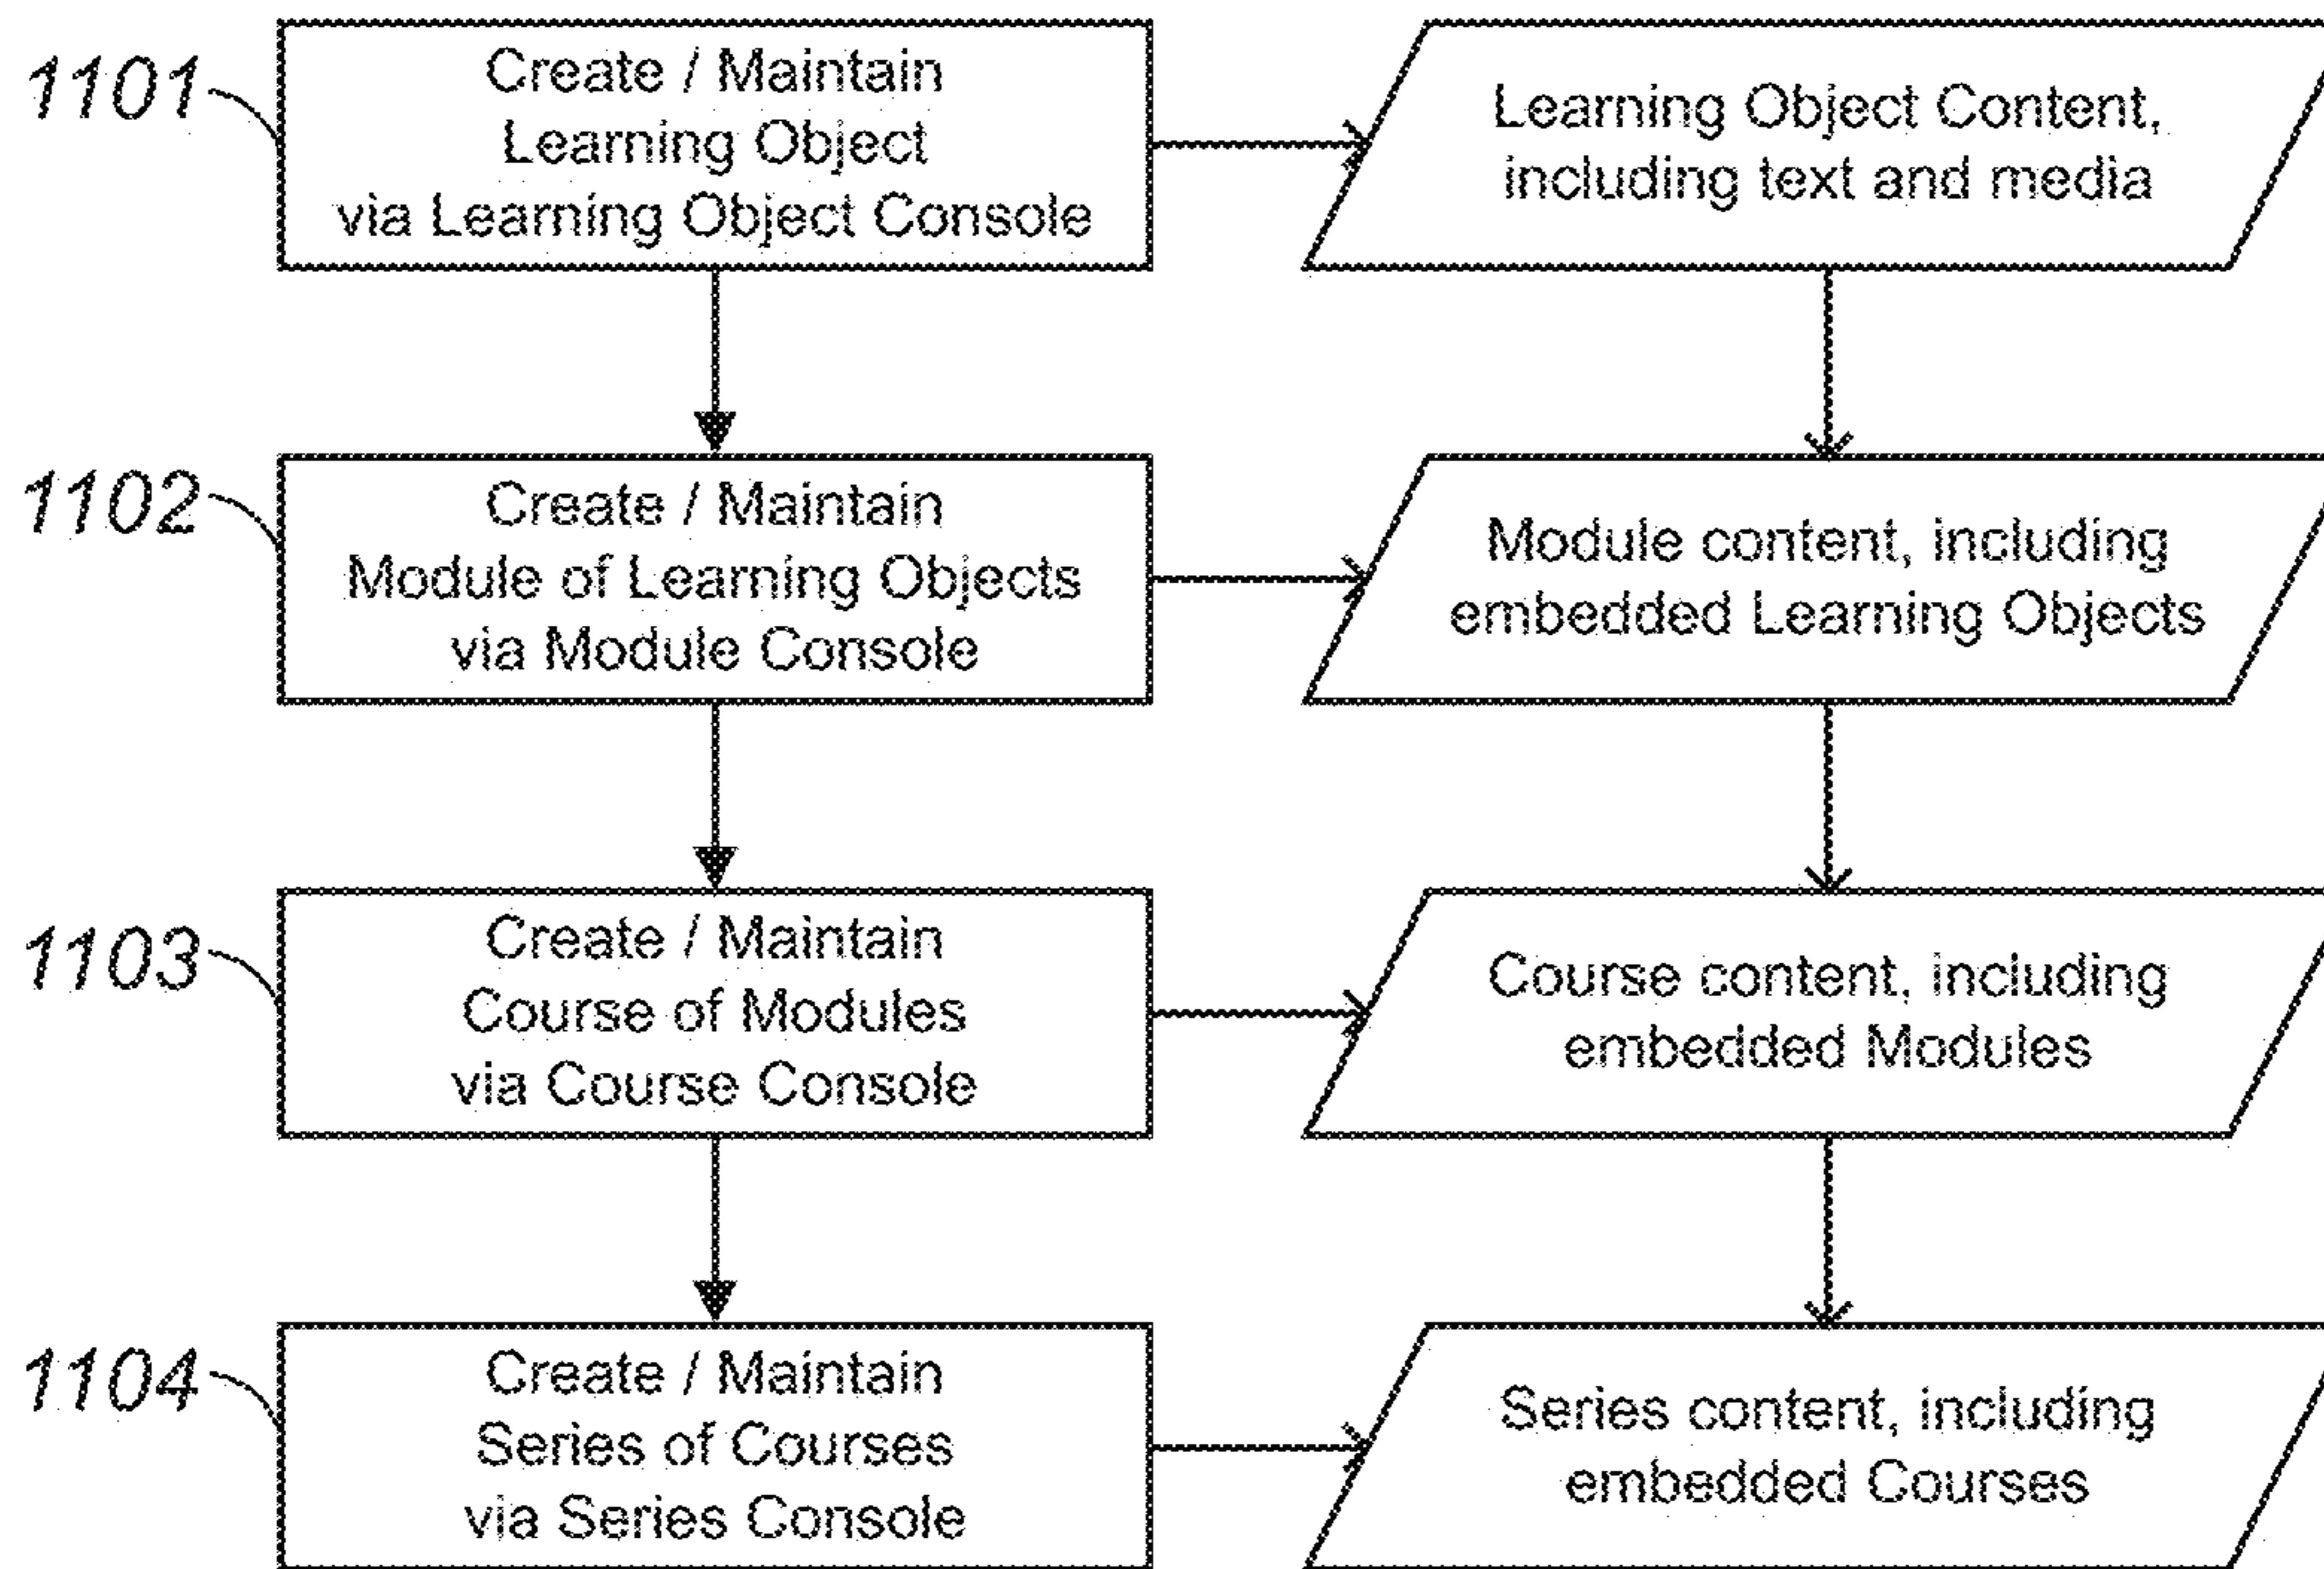 1101
Create / Maintain
Learning Object
via Learning Object Console
Learning Object Content,
including text and media
1102
Create / Maintain
Module of Learning Objects
via Module Console
Module content, including
embedded Learning Objects
1103
Create / Maintain
Course of Modules
via Course Console
Course content, including
embedded Modules
1104
Create / Maintain
Series of Courses
via Series Console
Series content, including
embedded Courses